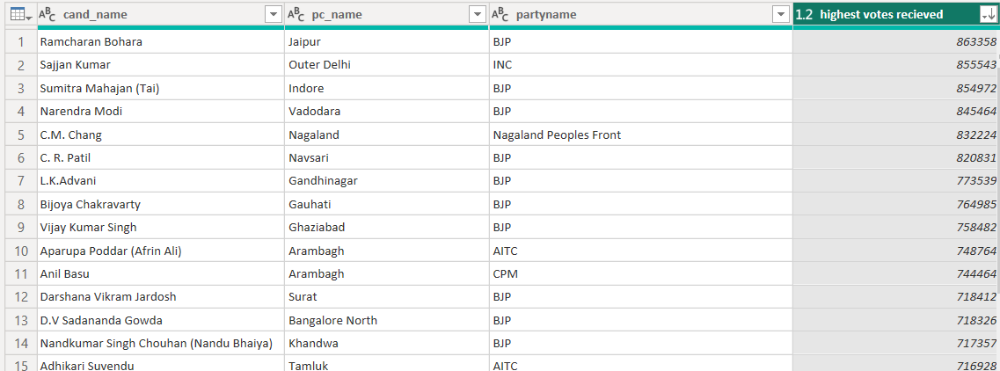 ABC cand_name ABC pc_name ABC partyname 1.2 highest votes recieved
1 Ramcharan Bohara Jaipur BJP 863358
2 Sajjan Kumar Outer Delhi INC 855543
3 Sumitra Mahajan (Tai) Indore BJP 854972
4 Narendra Modi Vadodara BJP 845464
5 C.M. Chang Nagaland Nagaland Peoples Front 832224
6 C. R. Patil Navsari BJP 820831
7 L.K.Advani Gandhinagar BJP 773539
8 Bijoya Chakravarty Gauhati BJP 764985
9 Vijay Kumar Singh Ghaziabad BJP 758482
10 Aparupa Poddar (Afrin Ali) Arambagh AITC 748764
11 Anil Basu Arambagh CPM 744464
12 Darshana Vikram Jardosh Surat BJP 718412
13 D.V Sadananda Gowda Bangalore North BJP 718326
14 Nandkumar Singh Chouhan (Nandu Bhaiya) Khandwa BJP 717357
15 Adhikari Suvendu Tamluk AITC 716928